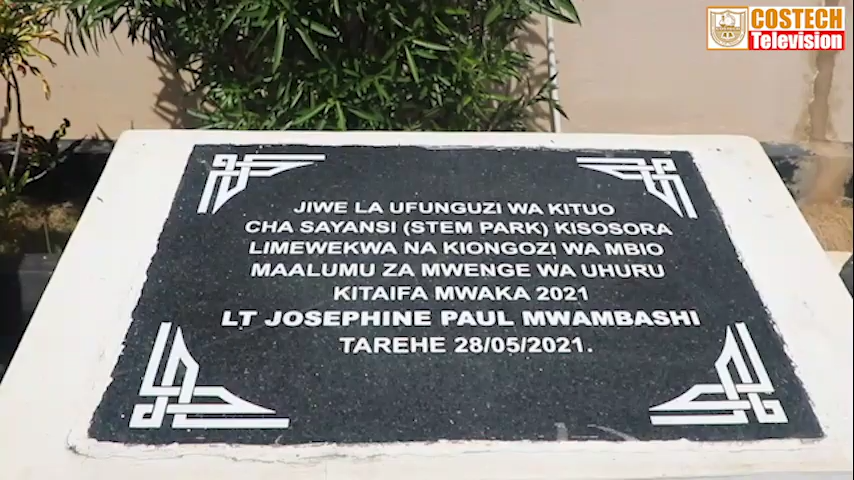 COSTECH
Television
JIWE LA UFUNGUZI WA KITUO
CHA SAYANSI (STEM PARK) KISOSORA
LIMEWEKWA NA KIONGOZI WA MBIO
MAALUMU ZA MWENGE WA UHURU
KITAIFA MWAKA 2021
LT JOSEPHINE PAUL MWAMBASHI
TAREHE 28/05/2021.